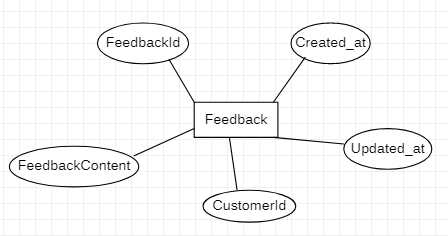 FeedbackId
Created_at
Feedback
Updated_at
FeedbackContent
CustomerId